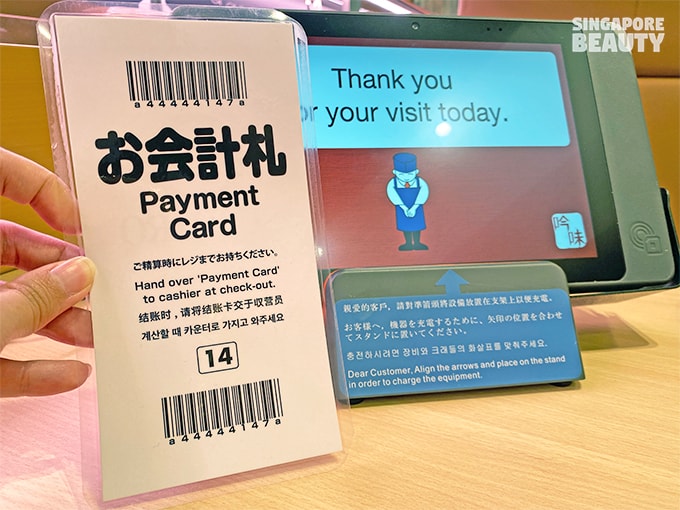 SINGAPORE
BEAUTY
a44444147a
お会計札
Payment
Card
ご精算時にレジまでお持ちください。
Hand over 'Payment Card'
to cashier at check-out.
结账时，请将结账卡交于収营员
계산할 때 카운터로 가지고 와주세요
14
a44444147a
Thank you
or your visit today.
吟味
親愛的客戶，請對準箭頭將設備放置在支架上以便充電。
お客様へ、機器を充電するために、矢印の位置を合わせ
てスタンドに置いてください。
충전하시려면 장비와 크래들의 화살표를 맞춰주세요.
Dear Customer, Align the arrows and place on the stand
in order to charge the equipment.